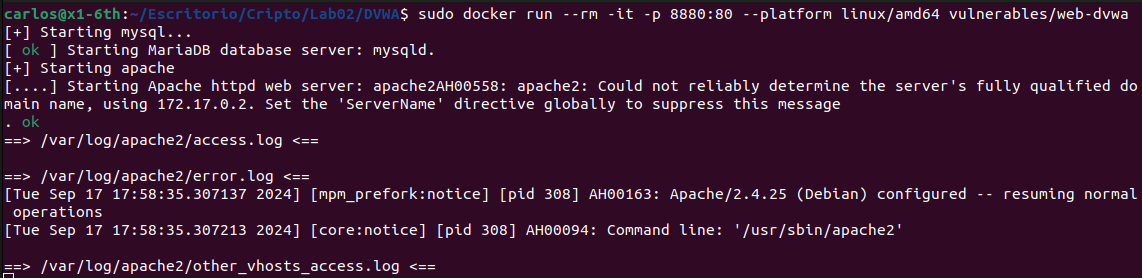 carlos@x1-6th:~/Escritorio/Cripto/Lab02/DVWA$ sudo docker run --rm -it -p 8880:80 --platform linux/amd64 vulnerables/web-dvwa
[+] Starting mysql...
[ ok ] Starting MariaDB database server: mysqld.
[+] Starting apache
[....] Starting Apache httpd web server: apache2AH00558: apache2: Could not reliably determine the server's fully qualified do
main name, using 172.17.0.2. Set the 'ServerName' directive globally to suppress this message
. ok
==> /var/log/apache2/access.log <==

==> /var/log/apache2/error.log <==
[Tue Sep 17 17:58:35.307137 2024] [mpm_prefork:notice] [pid 308] AH00163: Apache/2.4.25 (Debian) configured -- resuming normal
 operations
[Tue Sep 17 17:58:35.307213 2024] [core:notice] [pid 308] AH00094: Command line: '/usr/sbin/apache2'

==> /var/log/apache2/other_vhosts_access.log <==